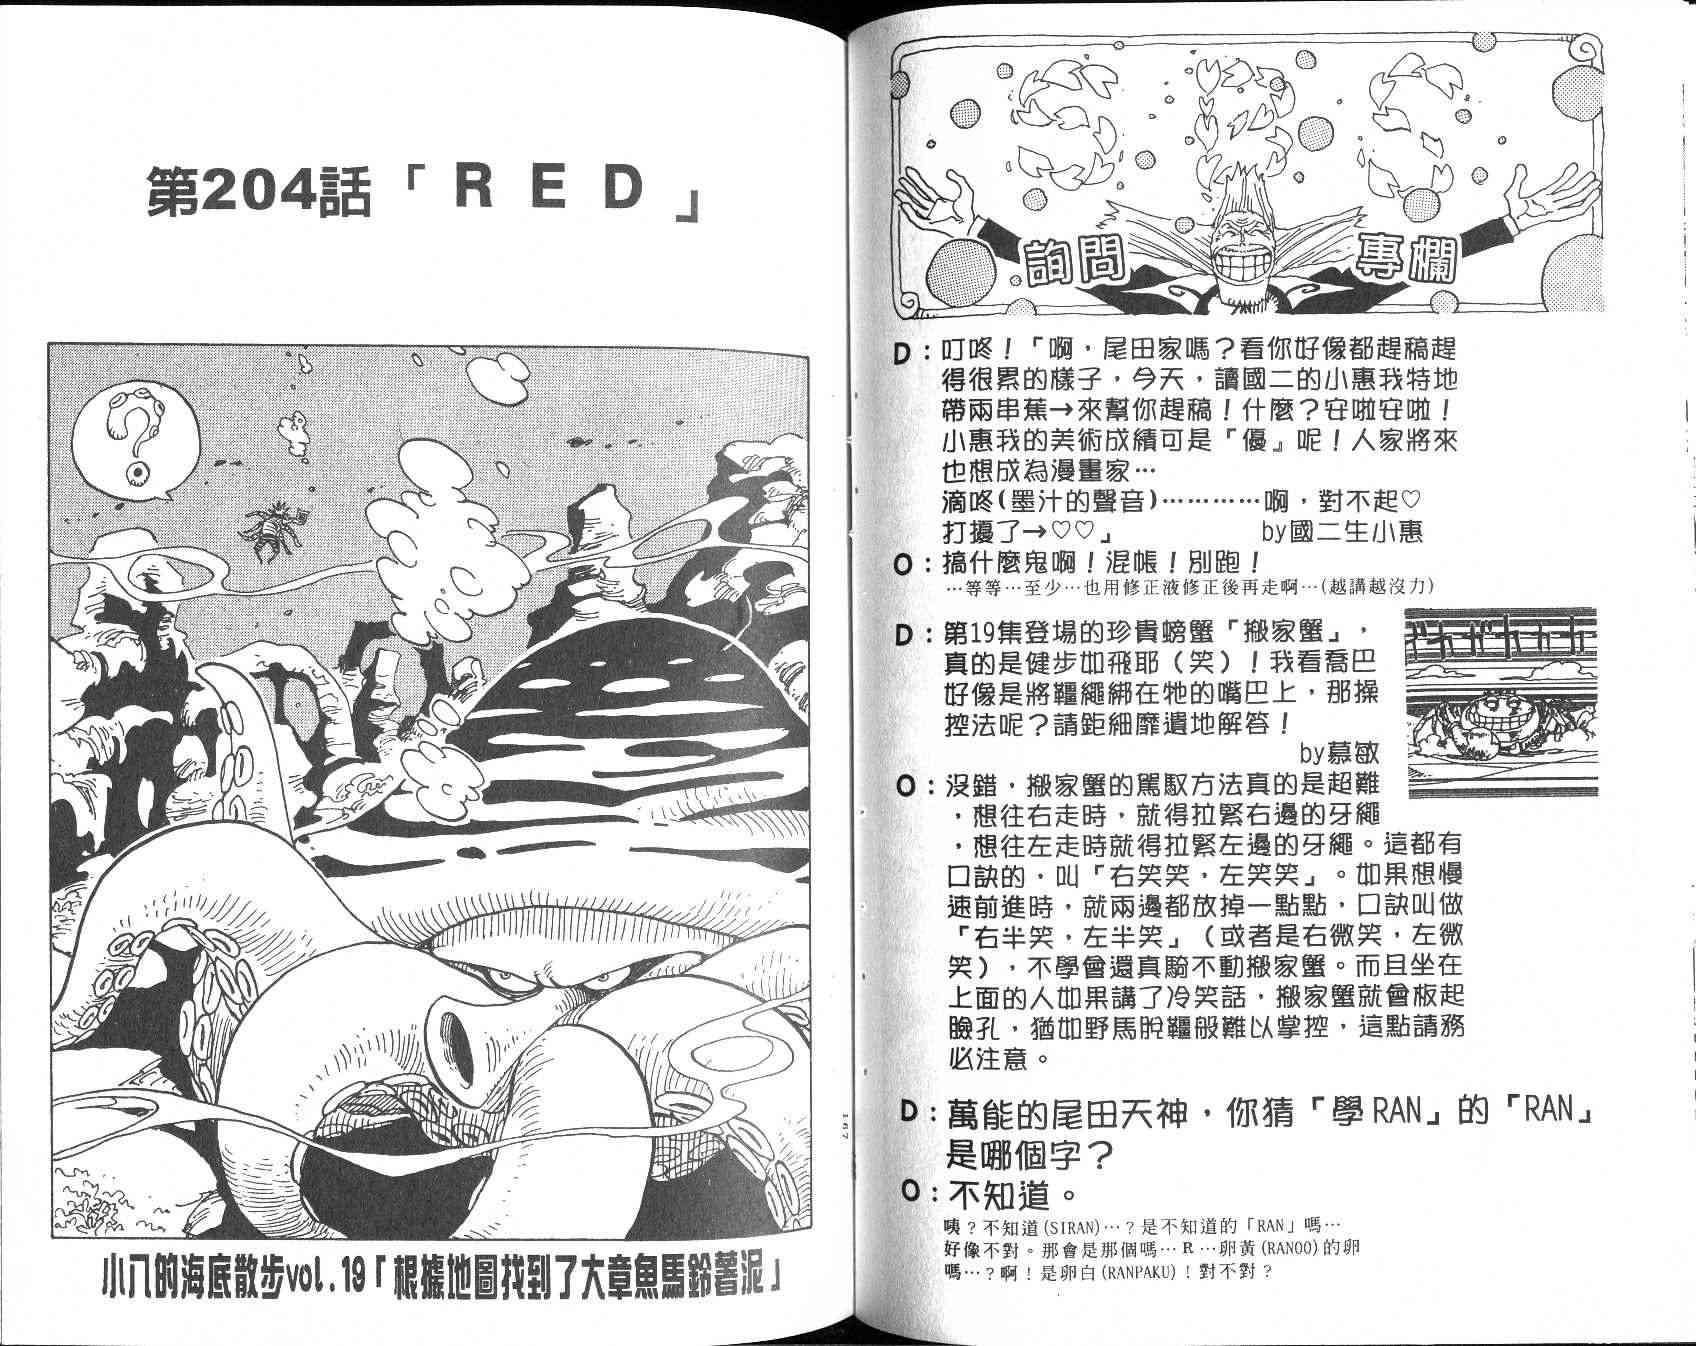 第204話「RED」
小八的海底散步vol.19「根據地圖找到了大章魚馬鈴薯泥」
167
SBS
詢問專欄
D：叮咚！「啊，尾田家嗎？看你好像都趕稿趕
得很累的樣子，今天，讀國二的小惠我特地
帶兩串蕉→來幫你趕稿！什麼？安啦安啦！
小惠我的美術成績可是『優』呢！人家將來
也想成為漫畫家…
滴咚(墨汁的聲音)…………啊，對不起♡
打擾了→♡♡」 by國二生小惠
O：搞什麼鬼啊！混帳！別跑！
…等等…至少…也用修正液修正後再走啊…(越講越沒力)
D：第19集登場的珍貴螃蟹「搬家蟹」，
真的是健步如飛耶（笑）！我看喬巴
好像是將韁繩綁在牠的嘴巴上，那操
控法呢？請鉅細靡遺地解答！
by慕敏
O：沒錯，搬家蟹的駕馭方法真的是超難
，想往右走時，就得拉緊右邊的牙繩
，想往左走時就得拉緊左邊的牙繩。這都有
口訣的，叫「右笑笑，左笑笑」。如果想慢
速前進時，就兩邊都放掉一點點，口訣叫做
「右半笑，左半笑」（或者是右微笑，左微
笑），不學會還真騎不動搬家蟹。而且坐在
上面的人如果講了冷笑話，搬家蟹就會板起
臉孔，猶如野馬脫韁般難以掌控，這點請務
必注意。
D：萬能的尾田天神，你猜「學RAN」的「RAN」
是哪個字？
O：不知道。
咦？不知道(SIRAN)…？是不知道的「RAN」嗎…
好像不對。那會是那個嗎…R…卵黃(RANOO)的卵
嗎…？啊！是卵白(RANPAKU)！對不對？